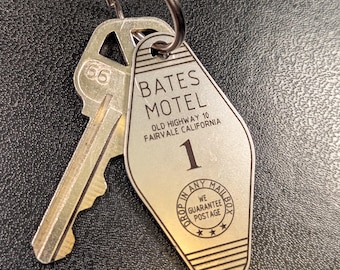 66
BATES
MOTEL
OLD HIGHWAY 10
FAIRVALE CALIFORNIA
1
DROP IN ANY MAILBOX
WE
GUARANTEE
POSTAGE